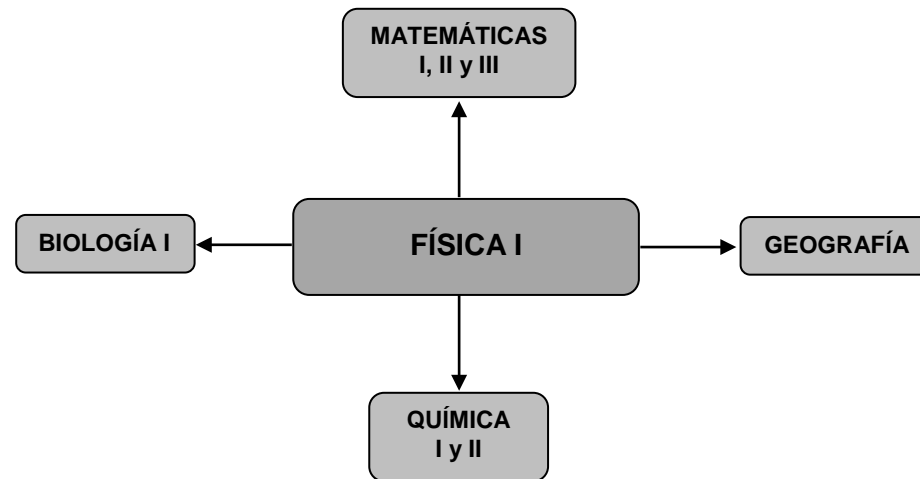 MATEMÁTICAS
I, II y III
BIOLOGÍA I
FÍSICA I
GEOGRAFÍA
QUÍMICA
I y II